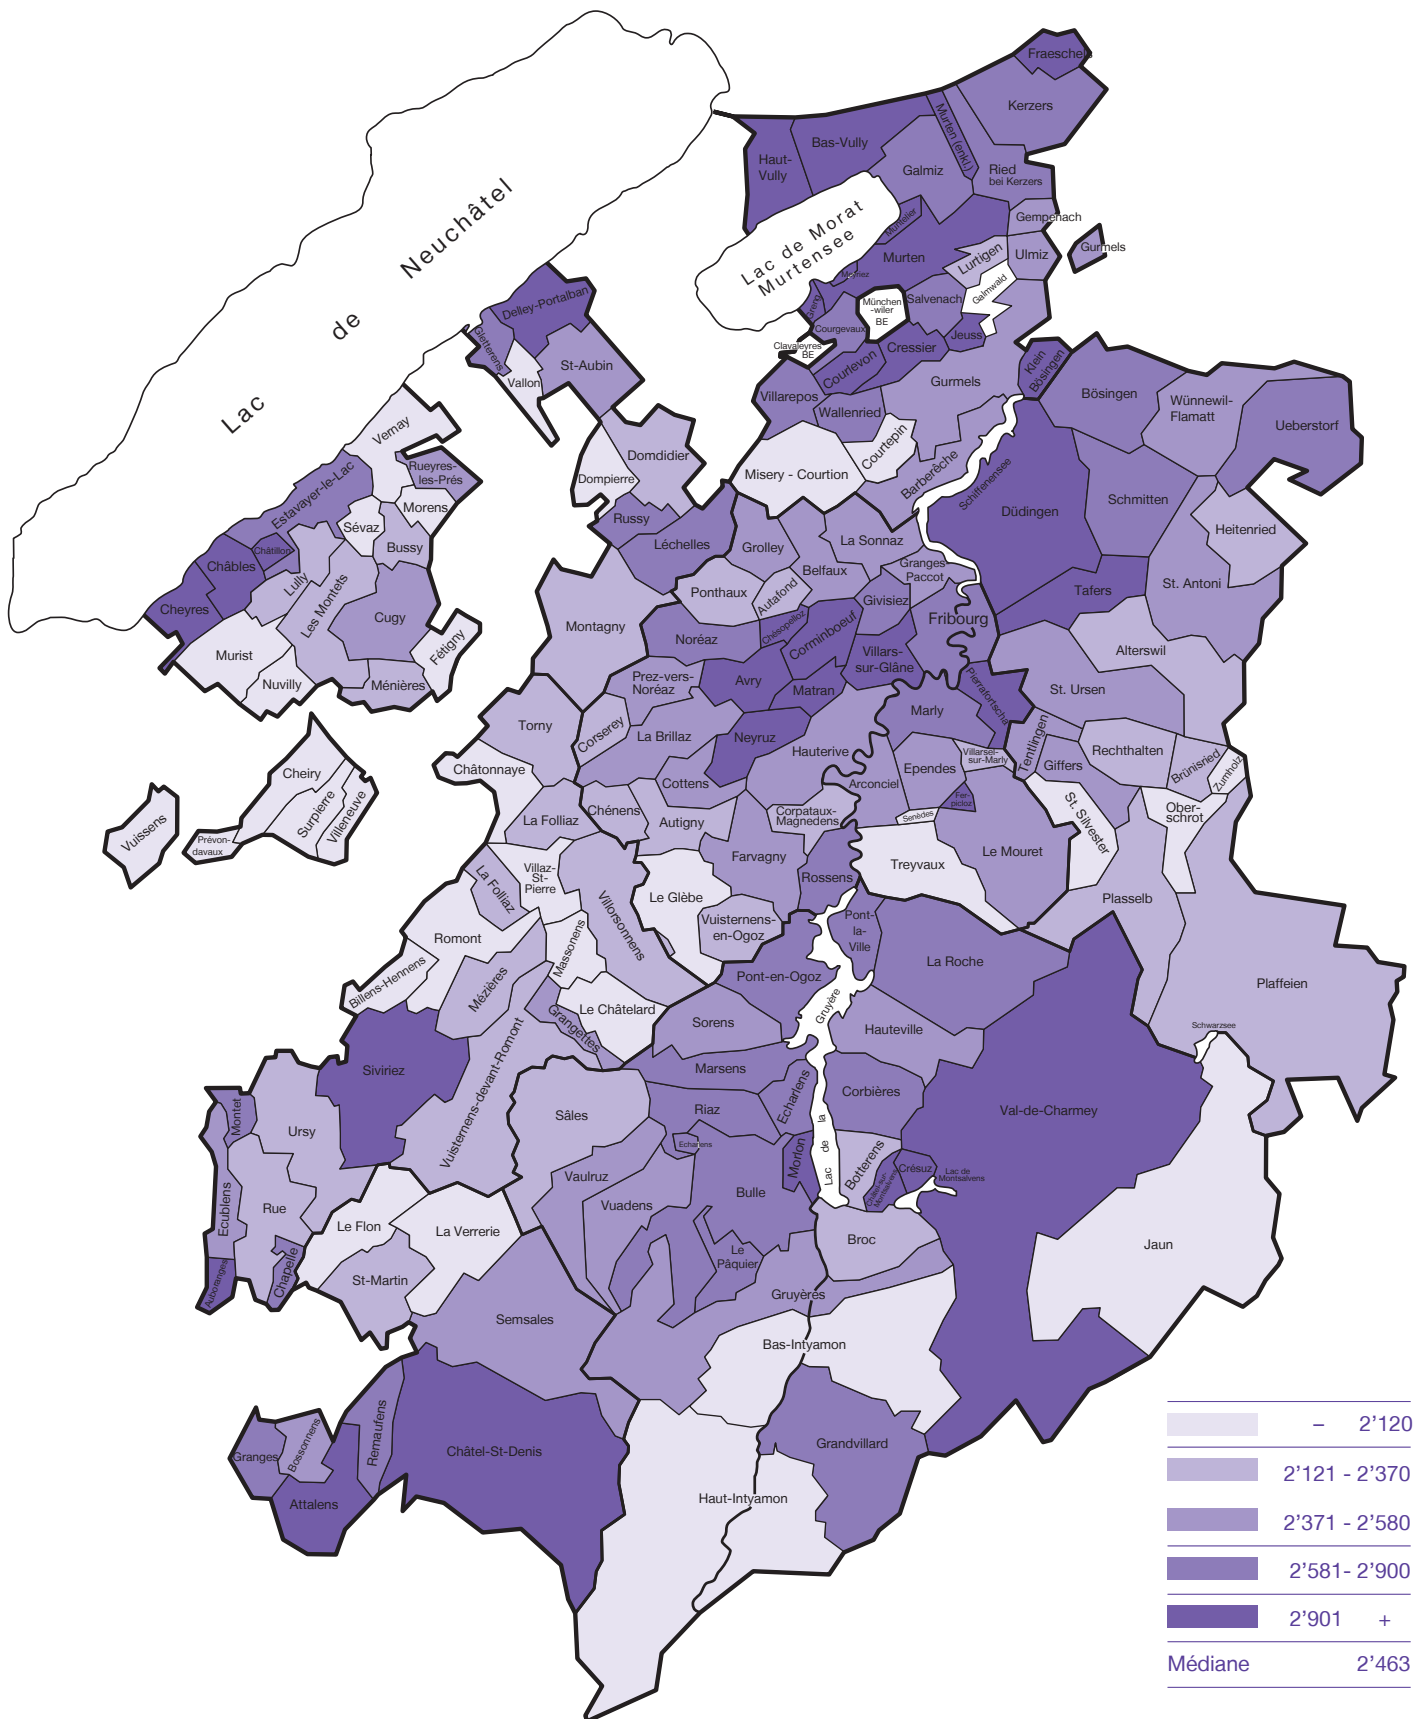 Fraeschels
Kerzers
Bas-Vully
Murten (enkl.)
Haut-
Vully
Galmiz
Ried
bei Kerzers
Lac
de
Neuchâtel
Lac de Morat
Murtensee
Muntelier
Gempenach
Gurmels
Murten
Lurtigen
Ulmiz
Meyriez
Galmwald
Delley-Portalban
Greng
München
-wiler
BE
Salvenach
Gletterens
Courgevaux
Jeuss
Clavaleyres
BE
Cressier
Courlevon
Klein
Bösingen
St-Aubin
Vallon
Gurmels
Villarepos
Wallenried
Bösingen
Wünnewil-
Flamatt
Ueberstorf
Vernay
Domdidier
Dompierre
Misery - Courtion
Courtepin
Barberêche
Schiffenensee
Rueyres-
les-Prés
Estavayer-le-Lac
Morens
Sévaz
Russy
Schmitten
Düdingen
Heitenried
Châtillon
Bussy
Léchelles
Grolley
La Sonnaz
Châbles
Lully
Belfaux
Granges-
Paccot
St. Antoni
Cheyres
Les Montets
Cugy
Ponthaux
Autafond
Givisiez
Tafers
Montagny
Chésopelloz
Fribourg
Noréaz
Corminboeuf
Murist
Fétigny
Villars-
sur-Glâne
Alterswil
Nuvilly
Ménières
Prez-vers-
Noréaz
Avry
Matran
Pierrafortscha
St. Ursen
Torny
Corserey
La Brillaz
Neyruz
Marly
Hauterive
Tentlingen
Rechthalten
Villarsel-
sur-Marly
Giffers
Brünisried
Zumholz
Châtonnaye
Cheiry
Cottens
Ependes
Arconciel
Surpierre
Villeneuve
Fer-
picloz
Vuissens
Prévon-
davaux
La Folliaz
Chénens
Autigny
Corpataux-
Magnedens
Senèdes
St. Silvester
Ober-
schrot
Le Mouret
Farvagny
Treyvaux
La Folliaz
Villaz-
St-
Pierre
Rossens
Villorsonnens
Le Glèbe
Plasselb
Vuisternens-
en-Ogoz
Pont-
la-
Ville
Romont
Massonens
La Roche
Billens-Hennens
Mézières
Pont-en-Ogoz
Plaffeien
Le Châtelard
Gruyère
Grangettes
Sorens
Hauteville
Schwarzsee
Siviriez
Vuisternens-devant-Romont
Marsens
Echarlens
Corbières
Val-de-Charmey
Montet
Ursy
Sâles
Riaz
Echarlens
Lac de la
Morlon
Botterens
Crésuz
Lac de
Montsalvens
Châtel-sur-
Montsalvens
Vaulruz
Bulle
Vuadens
Ecublens
Rue
Le Flon
La Verrerie
Broc
Jaun
Le
Pâquier
Chapelle
Auboranges
St-Martin
Gruyères
Semsales
Bas-Intyamon
Remaufens
Bossonnens
Granges
Grandvillard
Châtel-St-Denis
Attalens
Haut-Intyamon
– 2'120
2'121 - 2'370
2'371 - 2'580
2'581 - 2'900
2'901 +
Médiane 2'463